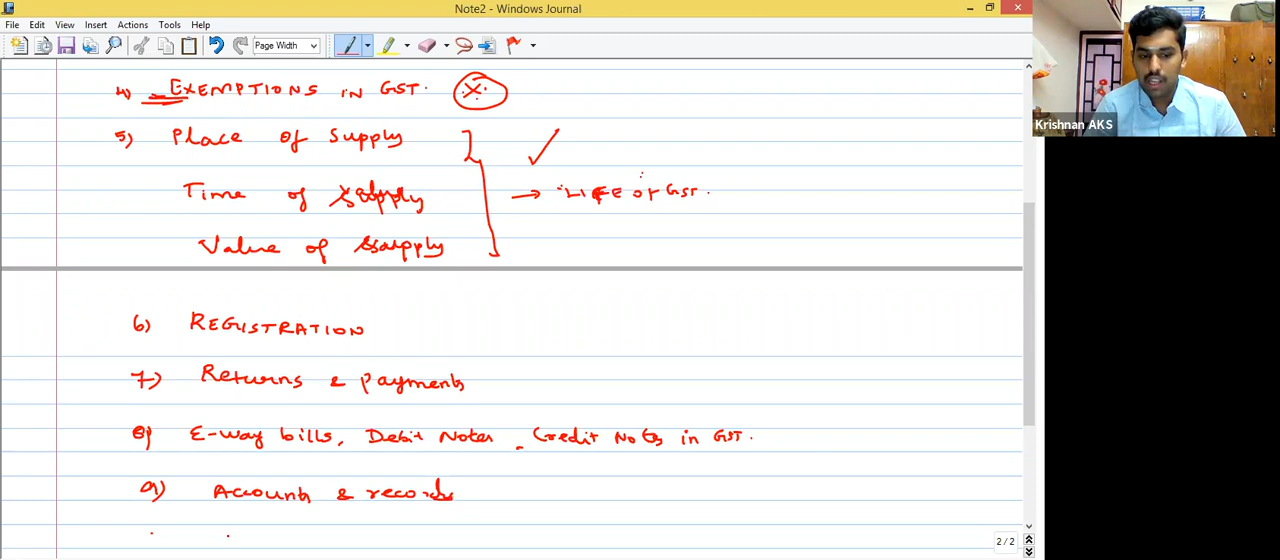 Note2 - Windows Journal
File Edit View Insert Actions Tools Help
Page Width
4) EXEMPTIONS IN GST. X
5) Place of Supply
Time of supply → LIFE OF GST.
Value of supply
6) REGISTRATION
7) Returns & payments
8) E-way bills, Debit Notes, Credit Notes in GST.
9) Accounts & records
2 / 2
Krishnan AKS